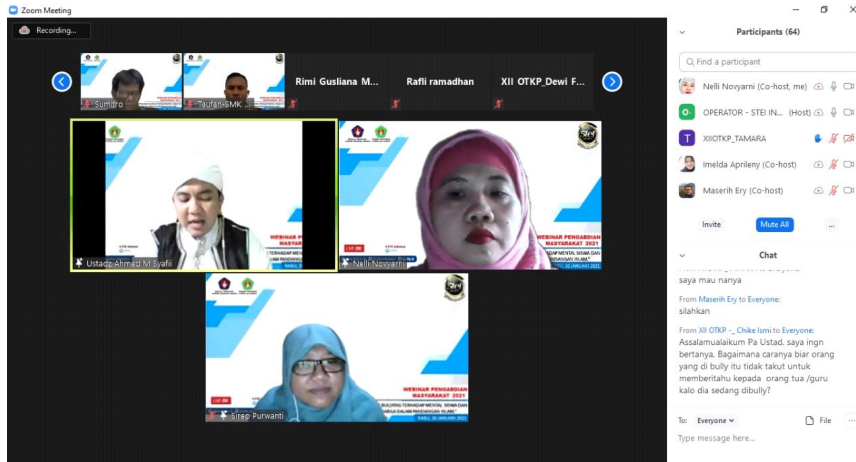 Zoom Meeting
Recording...
Sumitro
Taufan-SMK ...
Rimi Gusliana M...
Rafli ramadhan
XII OTKP_Dewi F...
Ustadz Ahmad M Syafii
Nelli Novyarni
WEBINAR PENGABDIAN
MASYARAKAT 2021
Sirep Purwanti
Participants (64)
Find a participant
Nelli Novyarni (Co-host, me)
OPERATOR - STEI IN... (Host)
XIIOTKP_TAMARA
Imelda Aprileny (Co-host)
Maserih Ery (Co-host)
Invite
Mute All
...
Chat
saya mau nanya
From Maserih Ery to Everyone:
silahkan
From XII OTKP -_ Chike Ismi to Everyone:
Assalamualaikum Pa Ustad, saya ingn
bertanya, Bagaimana caranya biar orang
yang di bully itu tidak takut untuk
memberitahu kepada orang tua /guru
kalo dia sedang dibully?
To: Everyone
File
...
Type message here...